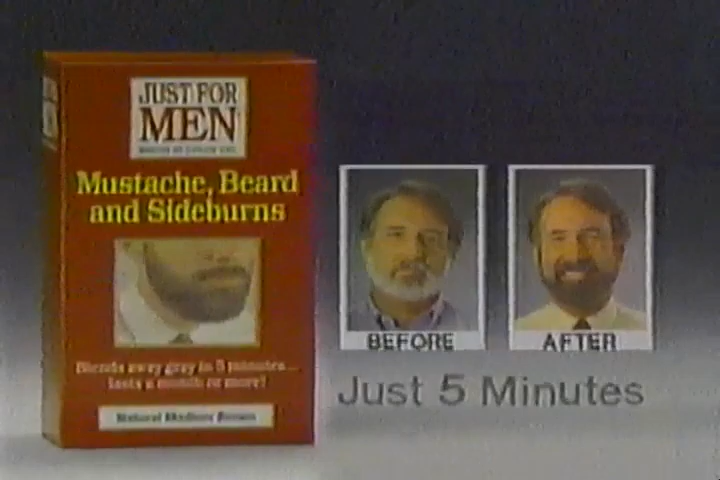 JUST FOR
MEN
Mustache, Beard
and Sideburns
Blends away gray in 5 minutes...
lasts a month or more!
Natural Medium Brown
BEFORE
AFTER
Just 5 Minutes